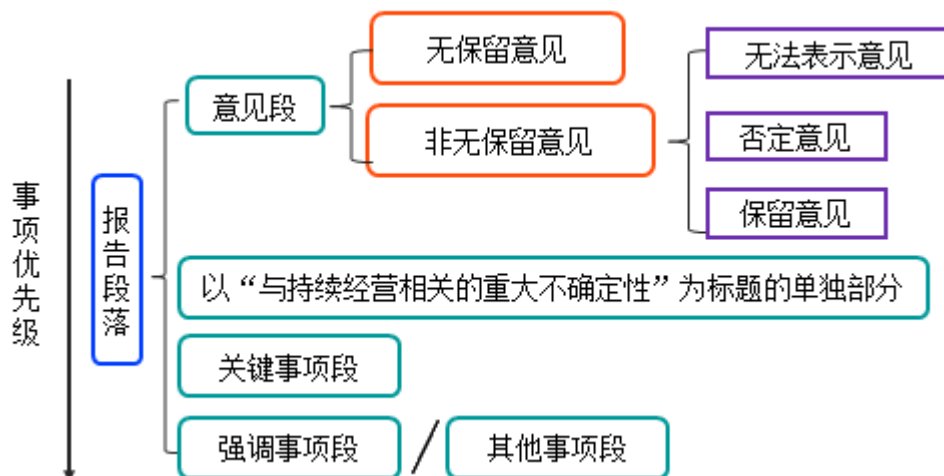 事项优先级
报告段落
意见段
无保留意见
非无保留意见
无法表示意见
否定意见
保留意见
以“与持续经营相关的重大不确定性”为标题的单独部分
关键事项段
强调事项段 / 其他事项段